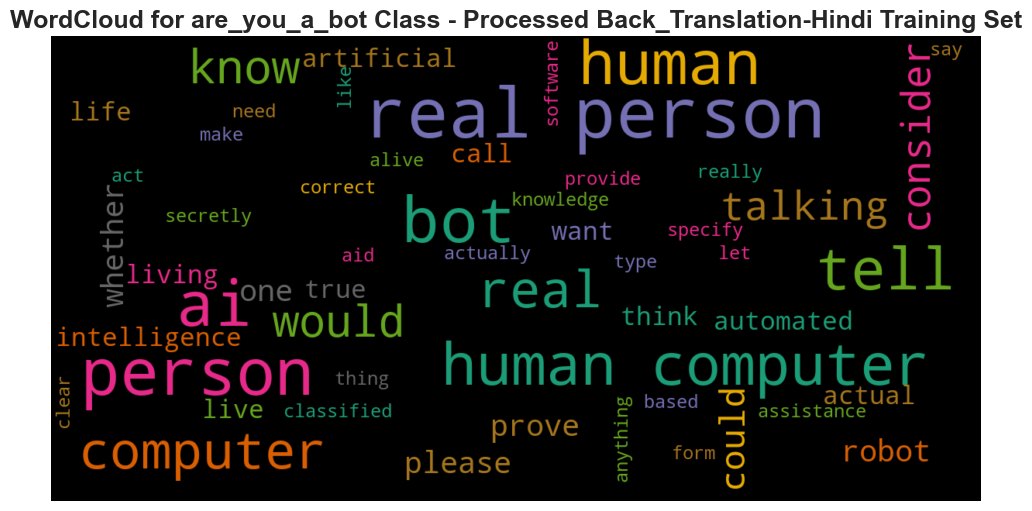 WordCloud for are_you_a_bot Class - Processed Back_Translation-Hindi Training Set
know
artificial
human
say
like
software
consider
life
need
real
person
make
alive
call
act
correct
provide
really
knowledge
whether
secretly
bot
talking
want
specify
aid
actually
type
let
tell
living
ai
one
true
real
would
think
automated
intelligence
human
computer
person
thing
clear
live
classified
anything
based
could
actual
assistance
prove
computer
please
form
robot